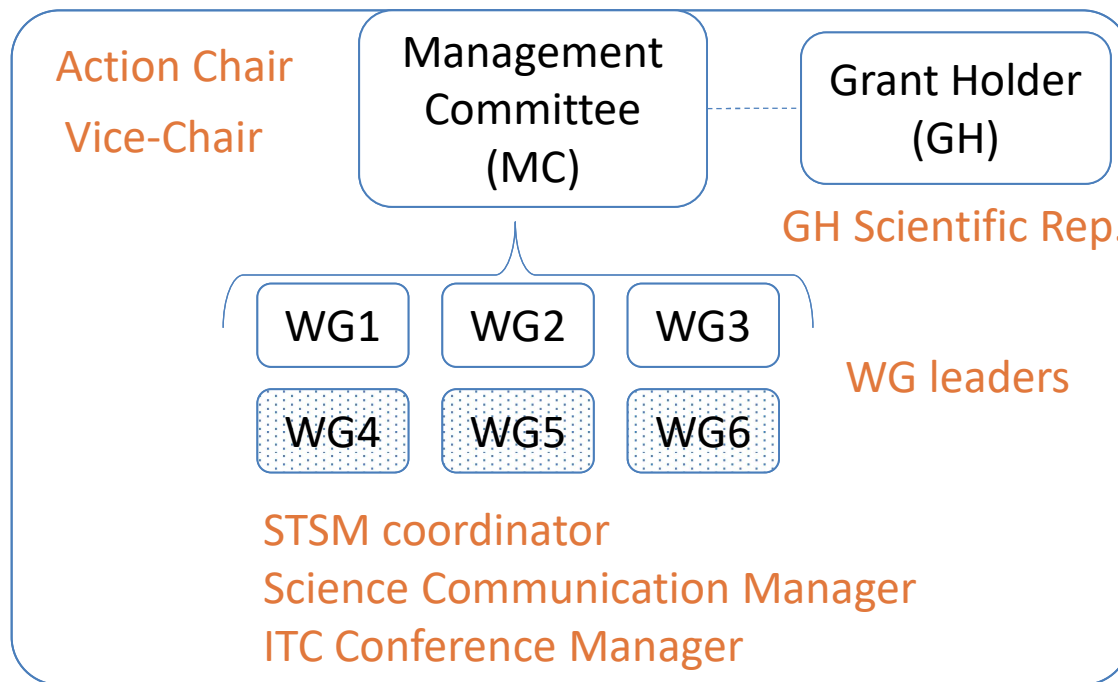 Action Chair
Vice-Chair
Management
Committee
(MC)
Grant Holder
(GH)
GH Scientific Rep.
WG1 WG2 WG3
WG leaders
WG4 WG5 WG6
STSM coordinator
Science Communication Manager
ITC Conference Manager